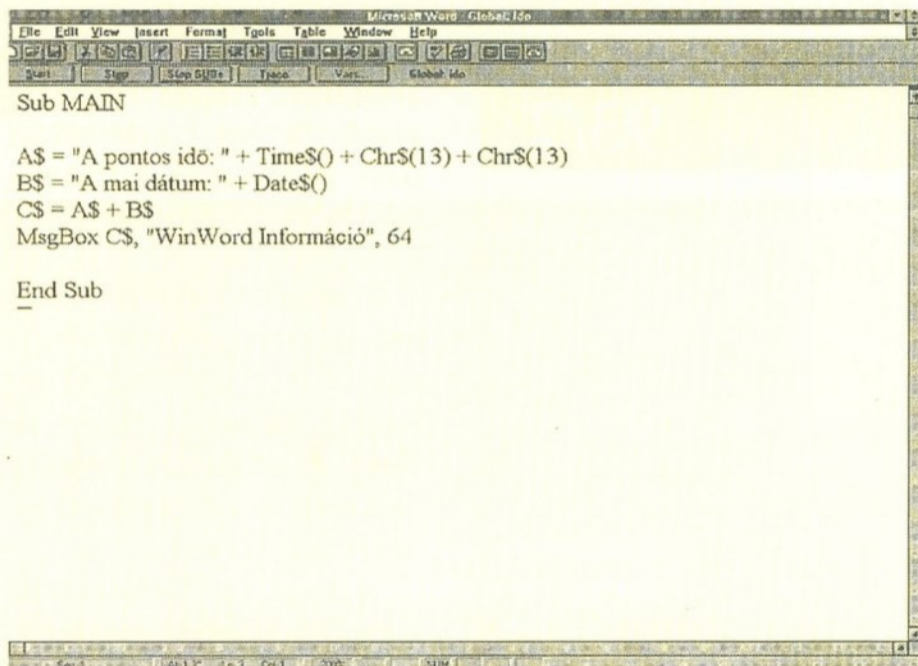 Microsoft Word - Global: ido
File Edit View Insert Format Tools Table Window Help
Start Step Step SUBs Trace Vars... Global: ido
Sub MAIN
A$ = "A pontos idő: " + Time$() + Chr$(13) + Chr$(13)
B$ = "A mai dátum: " + Date$()
C$ = A$ + B$
MsgBox C$, "WinWord Információ", 64
End Sub
NUM